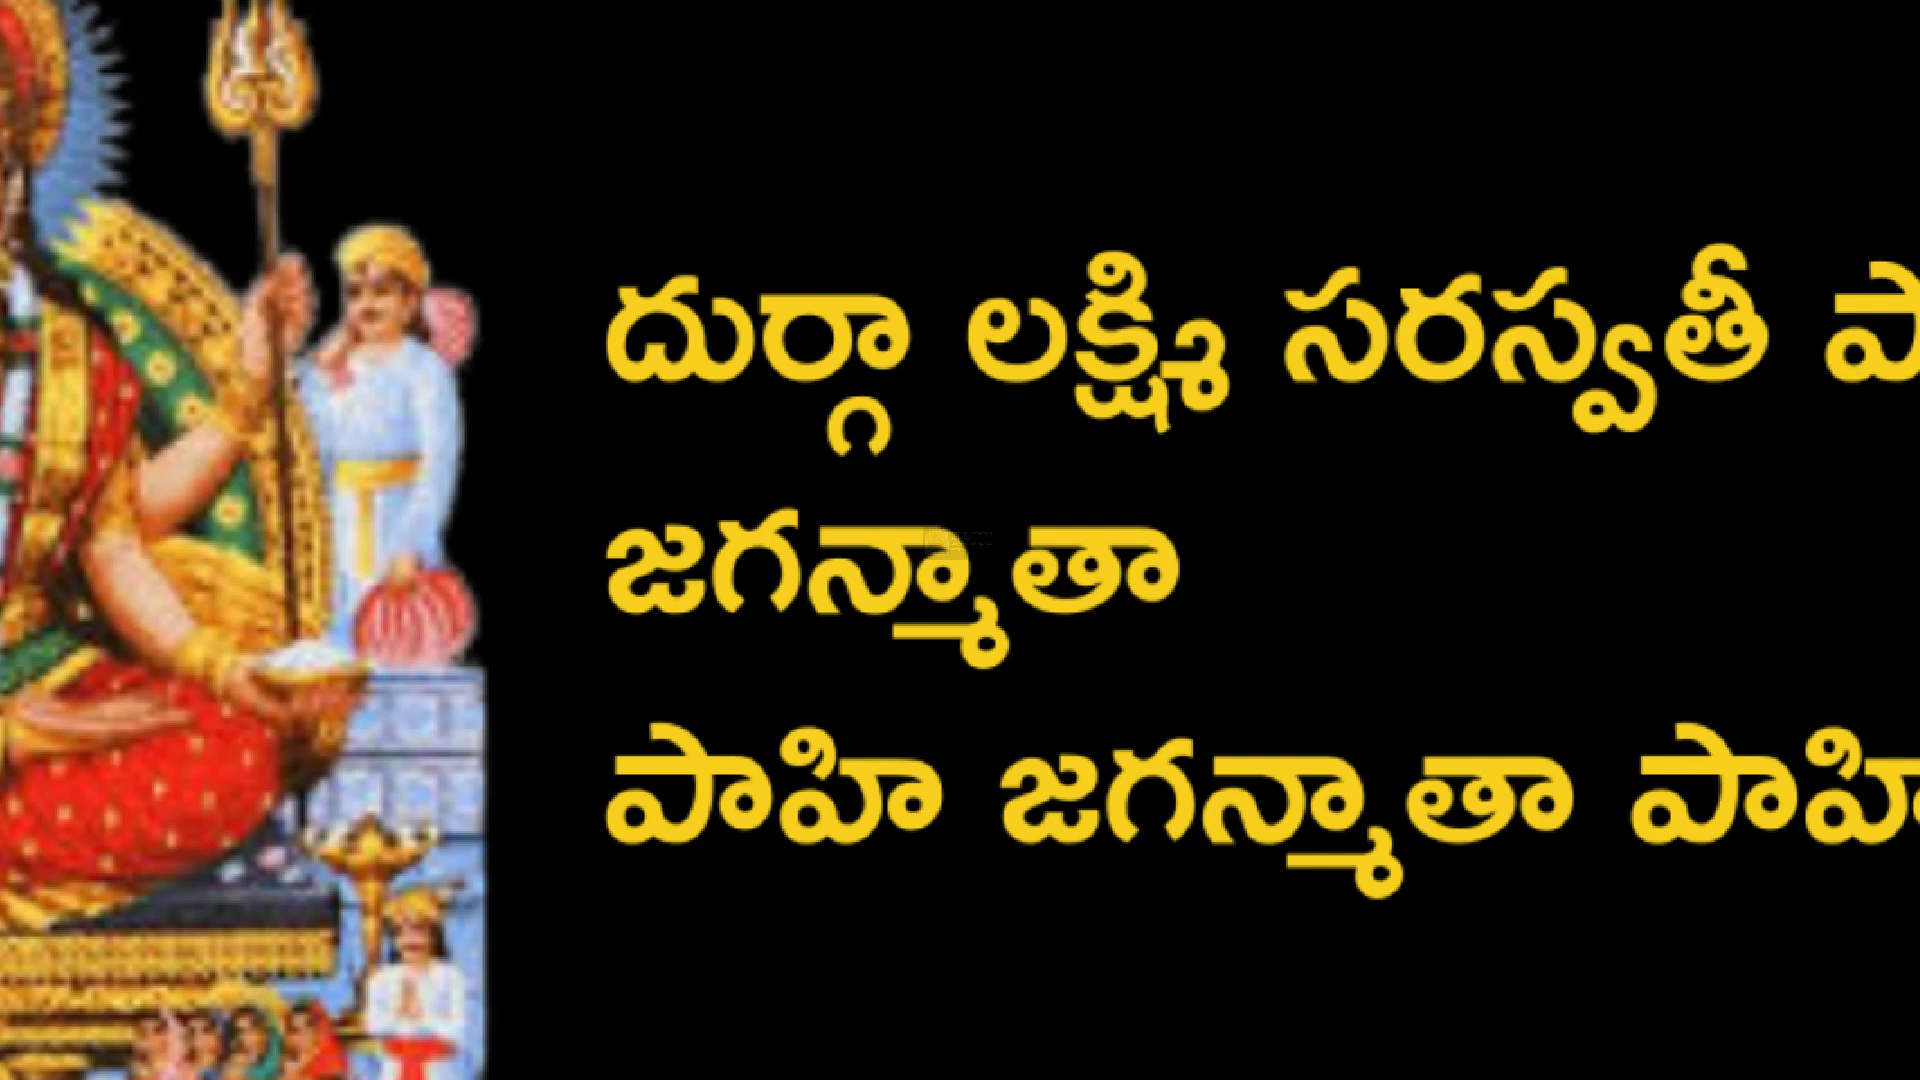 దుర్గా లక్ష్మి సరస్వతీ పా
జగన్మాతా
పాహి జగన్మాతా పాహి